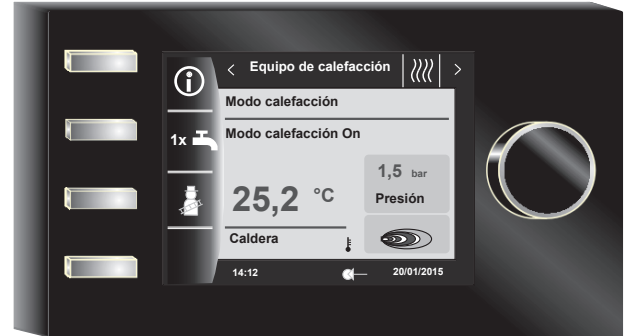 Equipo de calefacción
Modo calefacción
1x
Modo calefacción On
1,5 bar
Presión
25,2 °C
Caldera
14:12
20/01/2015